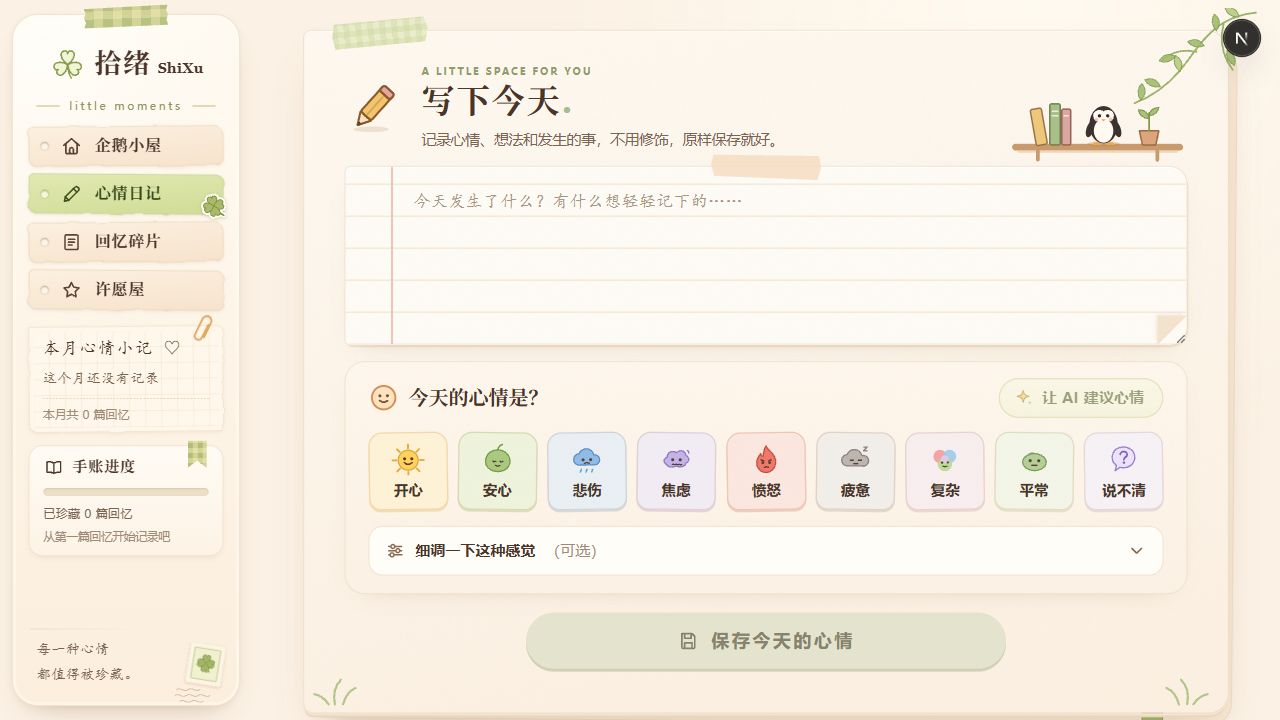 拾绪 ShiXu
little moments
企鹅小屋
心情日记
回忆碎片
许愿屋
本月心情小记 ♡
这个月还没有记录
本月共 0 篇回忆
手账进度
已珍藏 0 篇回忆
从第一篇回忆开始记录吧
每一种心情
都值得被珍藏。
A LITTLE SPACE FOR YOU
写下今天.
记录心情、想法和发生的事，不用修饰，原样保存就好。
今天发生了什么？有什么想轻轻记下的……
今天的心情是？
让 AI 建议心情
开心
安心
悲伤
焦虑
愤怒
疲惫
复杂
平常
说不清
细调一下这种感觉 （可选）
保存今天的心情
N